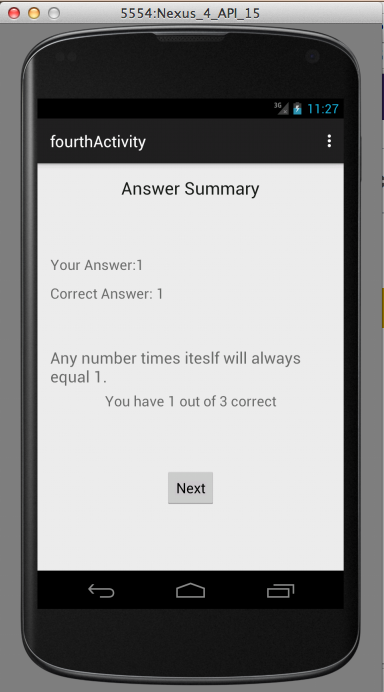 5554:Nexus_4_API_15
3G 11:27
fourthActivity
Answer Summary
Your Answer:1
Correct Answer: 1
Any number times iteslf will always
equal 1.
You have 1 out of 3 correct
Next